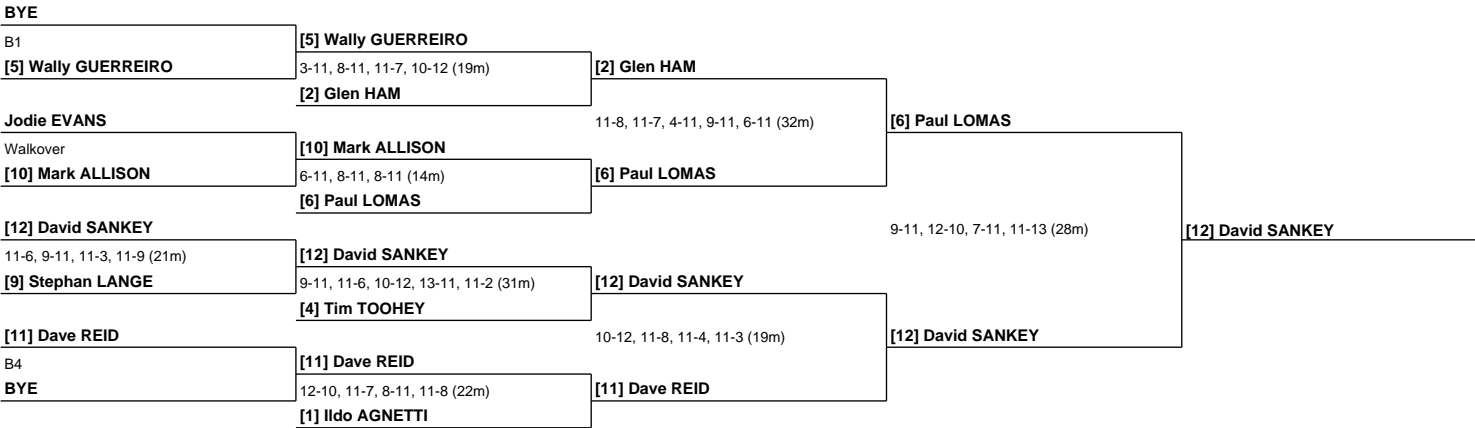 BYE
B1
[5] Wally GUERREIRO
Jodie EVANS
Walkover
[10] Mark ALLISON
[12] David SANKEY
11-6, 9-11, 11-3, 11-9 (21m)
[9] Stephan LANGE
[11] Dave REID
B4
BYE
[5] Wally GUERREIRO
3-11, 8-11, 11-7, 10-12 (19m)
[2] Glen HAM
[10] Mark ALLISON
6-11, 8-11, 8-11 (14m)
[6] Paul LOMAS
[12] David SANKEY
9-11, 11-6, 10-12, 13-11, 11-2 (31m)
[4] Tim TOOHEY
[11] Dave REID
12-10, 11-7, 8-11, 11-8 (22m)
[1] Ildo AGNETTI
[2] Glen HAM
11-8, 11-7, 4-11, 9-11, 6-11 (32m)
[6] Paul LOMAS
[12] David SANKEY
10-12, 11-8, 11-4, 11-3 (19m)
[11] Dave REID
[6] Paul LOMAS
9-11, 12-10, 7-11, 11-13 (28m)
[12] David SANKEY
[12] David SANKEY